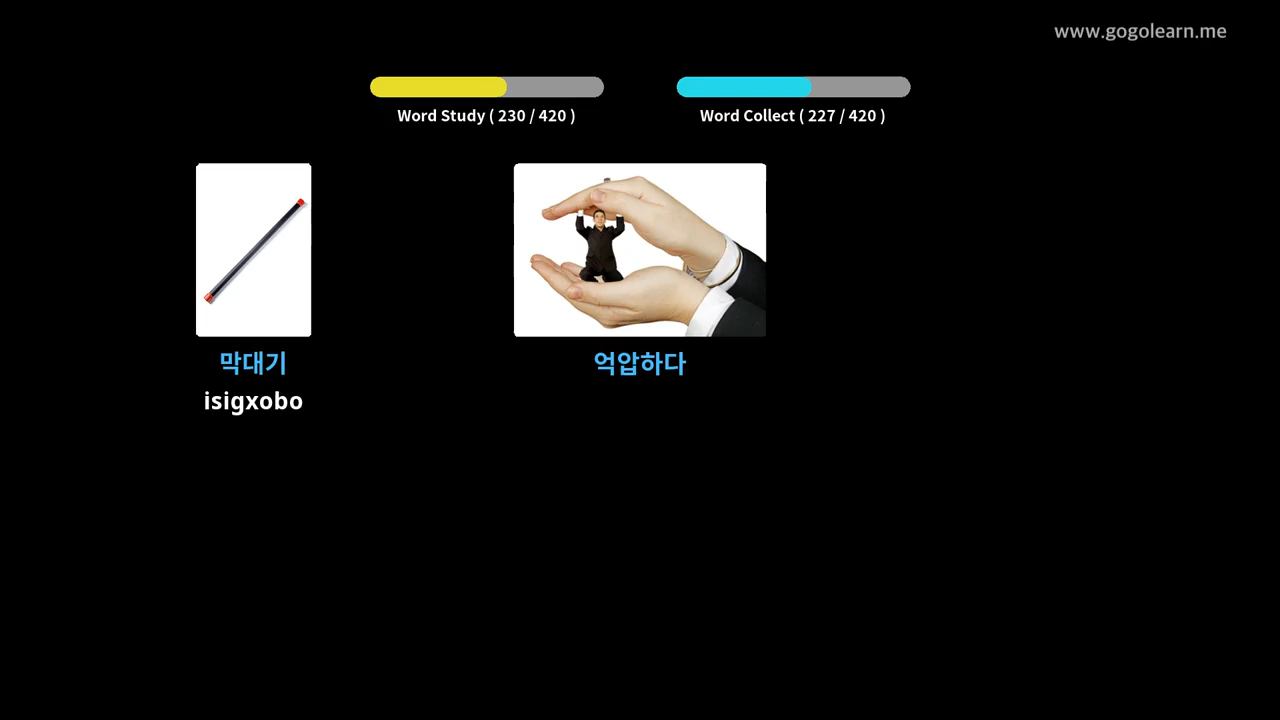 www.gogolearn.me
Word Study ( 230 / 420 )
Word Collect ( 227 / 420 )
막대기
isigxobo
억압하다